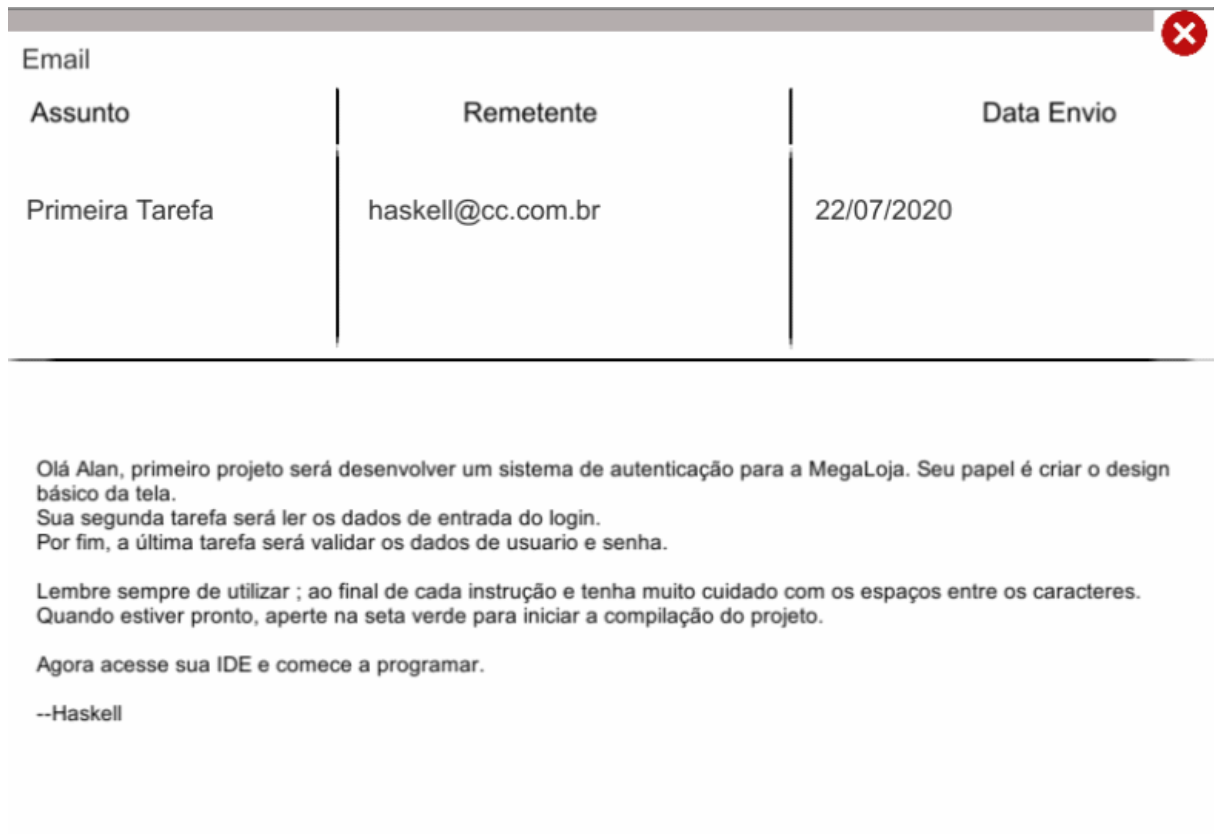 Email
Assunto Remetente Data Envio
Primeira Tarefa haskell@cc.com.br 22/07/2020
Olá Alan, primeiro projeto será desenvolver um sistema de autenticação para a MegaLoja. Seu papel é criar o design
básico da tela.
Sua segunda tarefa será ler os dados de entrada do login.
Por fim, a última tarefa será validar os dados de usuario e senha.
Lembre sempre de utilizar ; ao final de cada instrução e tenha muito cuidado com os espaços entre os caracteres.
Quando estiver pronto, aperte na seta verde para iniciar a compilação do projeto.
Agora acesse sua IDE e comece a programar.
--Haskell